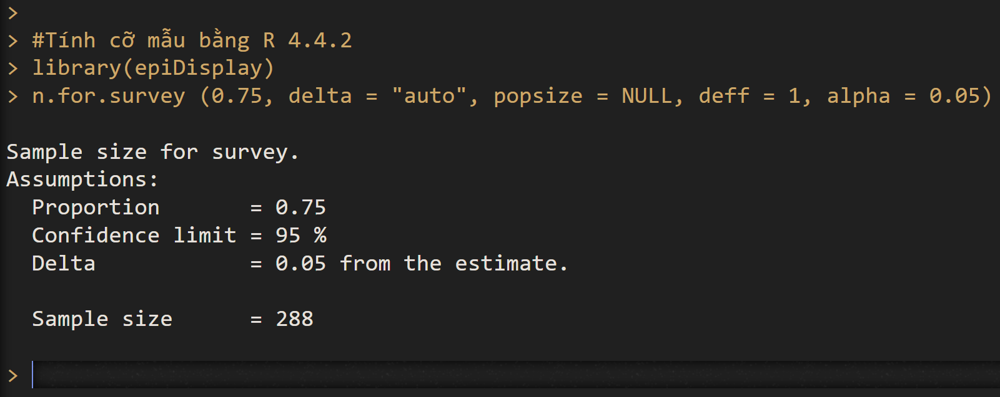 >
> #Tính cỡ mẫu bằng R 4.4.2
> library(epiDisplay)
> n.for.survey (0.75, delta = "auto", popsize = NULL, deff = 1, alpha = 0.05)
Sample size for survey.
Assumptions:
  Proportion       = 0.75
  Confidence limit = 95 %
  Delta            = 0.05 from the estimate.
  Sample size      = 288
>